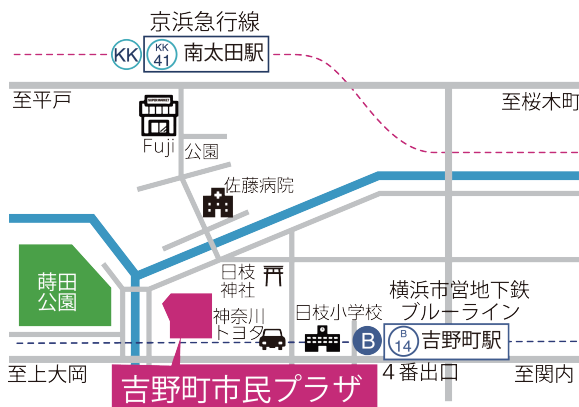 京浜急行線
KK
KK
41
南太田駅
至平戸
至桜木町
SUPER MARKET
Fuji
公園
佐藤病院
蒔田
公園
日枝
神社
神奈川
トヨタ
日枝小学校
横浜市営地下鉄
ブルーライン
B
B
14
吉野町駅
4番出口
至上大岡
吉野町市民プラザ
至関内